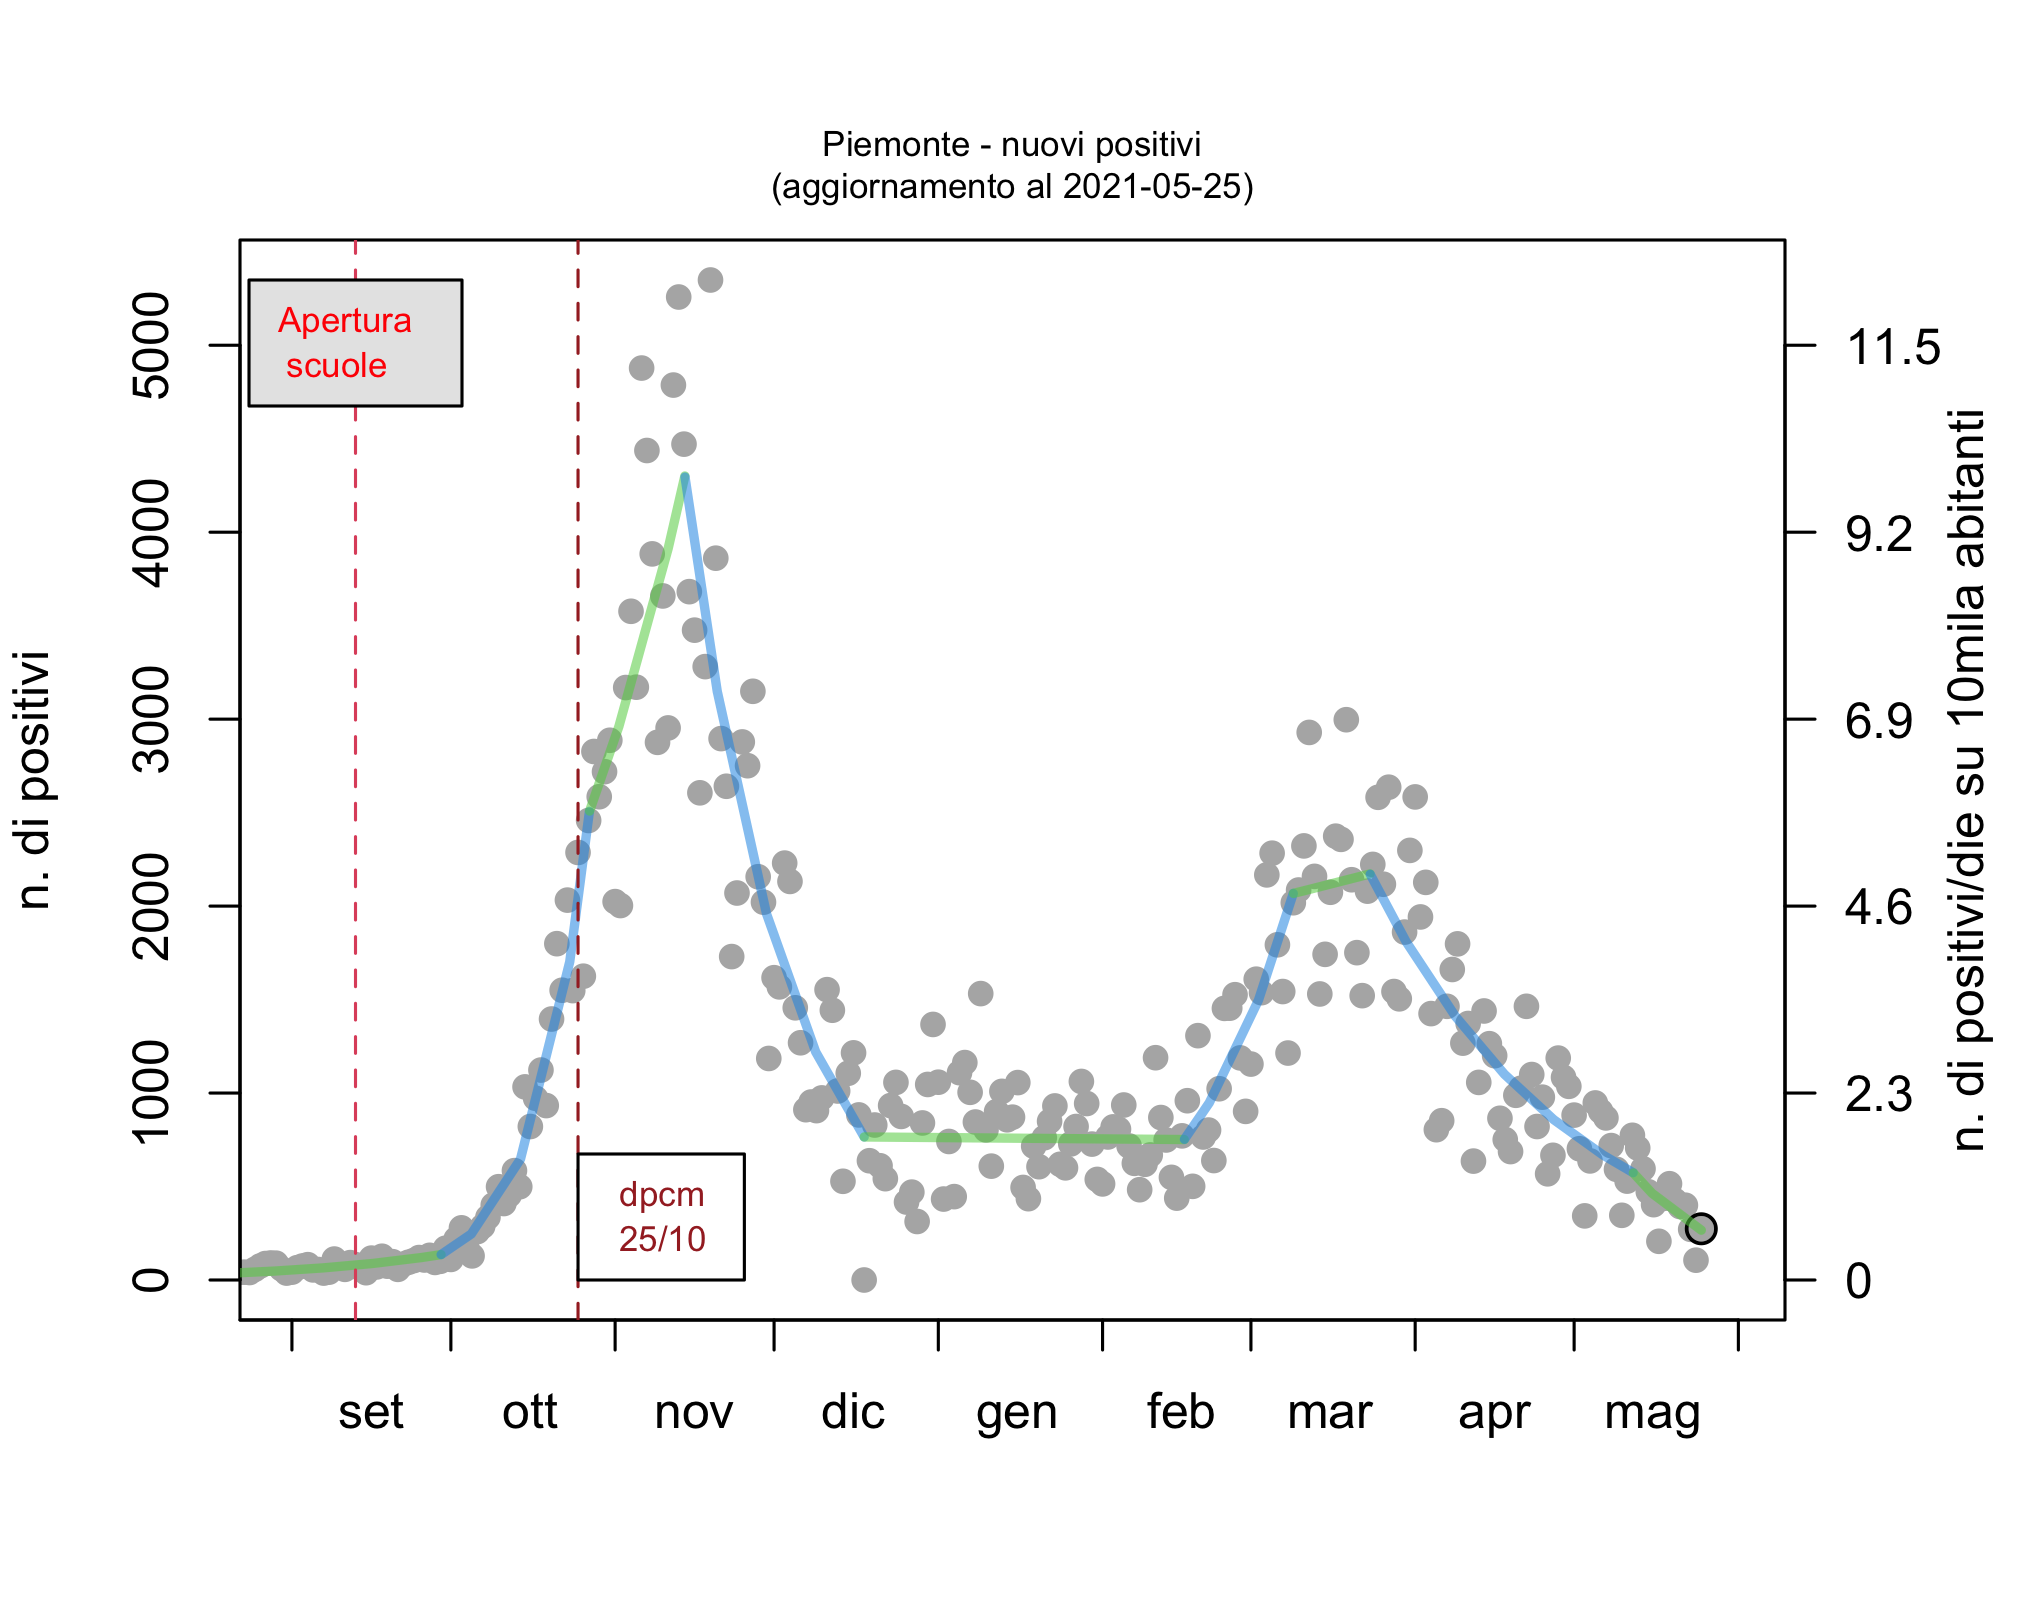 Piemonte - nuovi positivi
(aggiornamento al 2021-05-25)
Apertura
scuole
dpcm
25/10
n. di positivi
5000
4000
3000
2000
1000
0
11.5
9.2
6.9
4.6
2.3
0
n. di positivi/die su 10mila abitanti
set ott nov dic gen feb mar apr mag